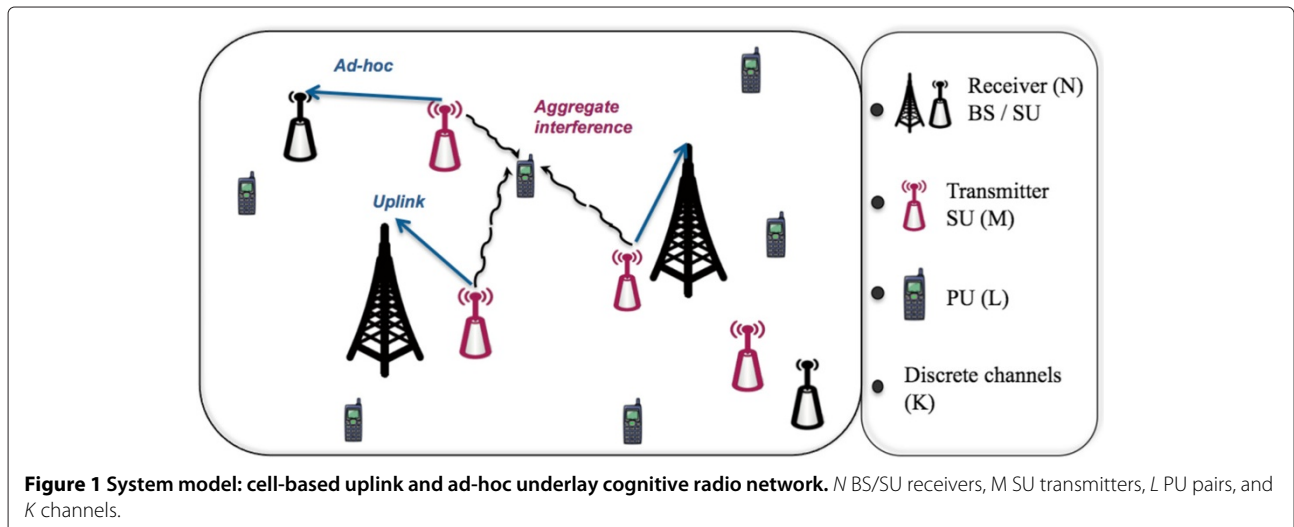 Ad-hoc
Aggregate
interference
Uplink
Receiver (N)
BS / SU
Transmitter
SU (M)
PU (L)
Discrete channels
(K)
Figure 1 System model: cell-based uplink and ad-hoc underlay cognitive radio network. N BS/SU receivers, M SU transmitters, L PU pairs, and
K channels.